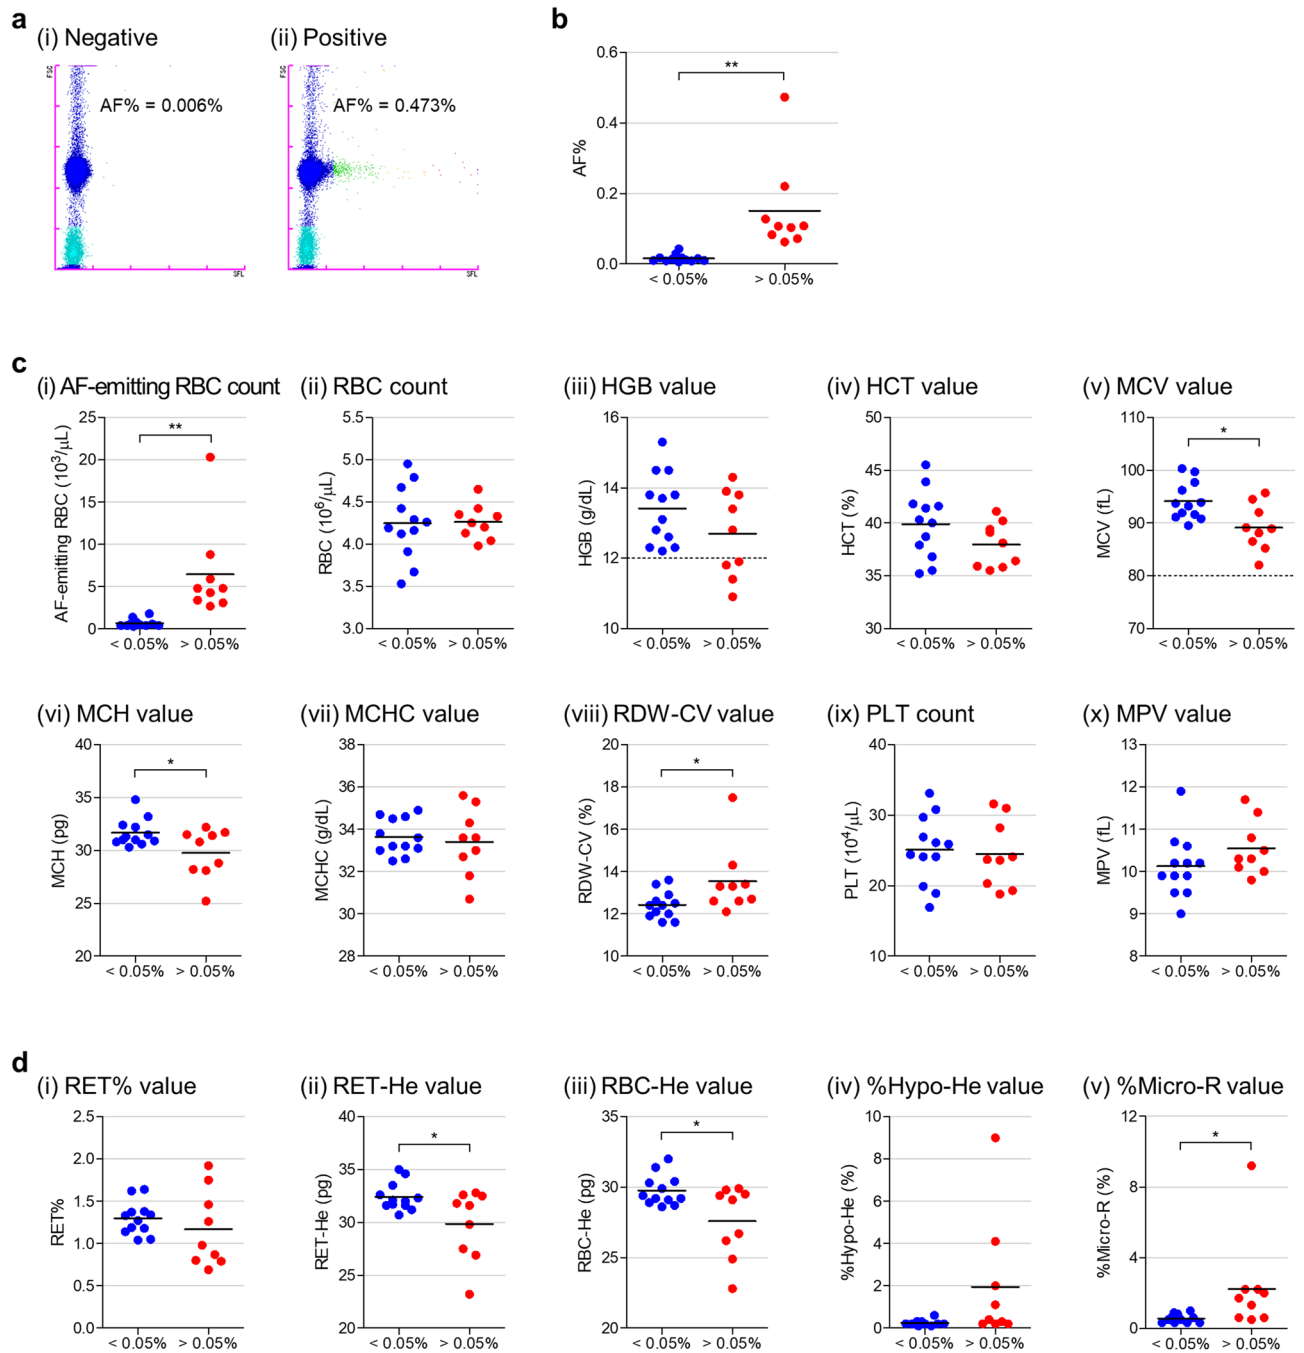 a
(i) Negative
(ii) Positive
FSC
AF% = 0.006%
SFL
FSC
AF% = 0.473%
SFL
b
AF%
0.6
0.4
0.2
0.0
**
< 0.05%
> 0.05%
c
(i) AF-emitting RBC count
AF-emitting RBC (10³/μL)
25
20
15
10
5
0
**
< 0.05%
> 0.05%
(ii) RBC count
RBC (10⁶/μL)
5.5
5.0
4.5
4.0
3.5
3.0
< 0.05%
> 0.05%
(iii) HGB value
HGB (g/dL)
16
14
12
10
< 0.05%
> 0.05%
(iv) HCT value
HCT (%)
50
45
40
35
30
< 0.05%
> 0.05%
(v) MCV value
MCV (fL)
110
100
90
80
70
*
< 0.05%
> 0.05%
(vi) MCH value
MCH (pg)
40
35
30
25
20
*
< 0.05%
> 0.05%
(vii) MCHC value
MCHC (g/dL)
38
36
34
32
30
28
< 0.05%
> 0.05%
(viii) RDW-CV value
RDW-CV (%)
20
18
16
14
12
10
*
< 0.05%
> 0.05%
(ix) PLT count
PLT (10⁴/μL)
40
30
20
10
< 0.05%
> 0.05%
(x) MPV value
MPV (fL)
13
12
11
10
9
8
< 0.05%
> 0.05%
d
(i) RET% value
RET%
2.5
2.0
1.5
1.0
0.5
0.0
< 0.05%
> 0.05%
(ii) RET-He value
RET-He (pg)
40
35
30
25
20
*
< 0.05%
> 0.05%
(iii) RBC-He value
RBC-He (pg)
35
30
25
20
*
< 0.05%
> 0.05%
(iv) %Hypo-He value
%Hypo-He (%)
10
8
6
4
2
0
< 0.05%
> 0.05%
(v) %Micro-R value
%Micro-R (%)
12
8
4
0
*
< 0.05%
> 0.05%